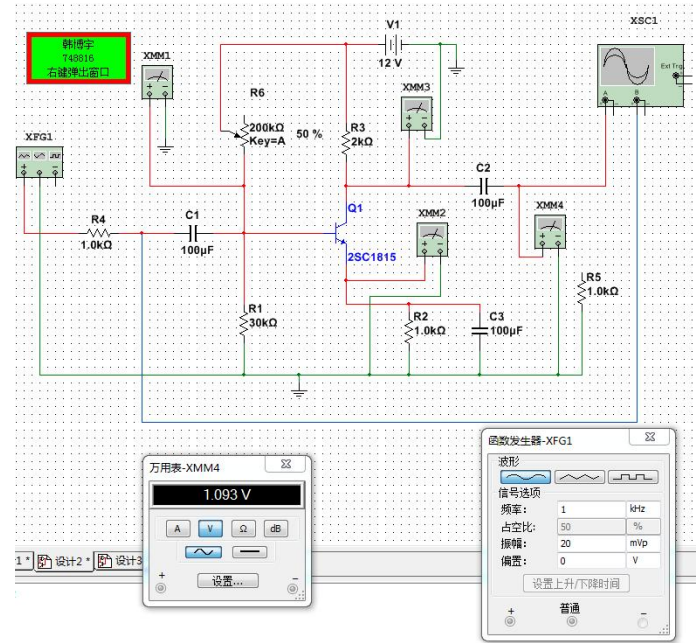 韩博宇
748816
右键弹出窗口
XMM1
V1
12 V
XSC1
Ext Trg
A
B
XMM3
R6
200kΩ
Key=A
50 %
R3
2kΩ
XFG1
C2
100µF
XMM4
Q1
2SC1815
XMM2
R4
1.0kΩ
C1
100µF
R5
1.0kΩ
R1
30kΩ
R2
1.0kΩ
C3
100µF
万用表-XMM4
1.093 V
A
V
Ω
dB
设置...
+
−
函数发生器-XFG1
波形
信号选项
频率: 1 kHz
占空比: 50 %
振幅: 20 mVp
偏置: 0 V
设置上升/下降时间
+
普通
−
1 *
设计2 *
设计3